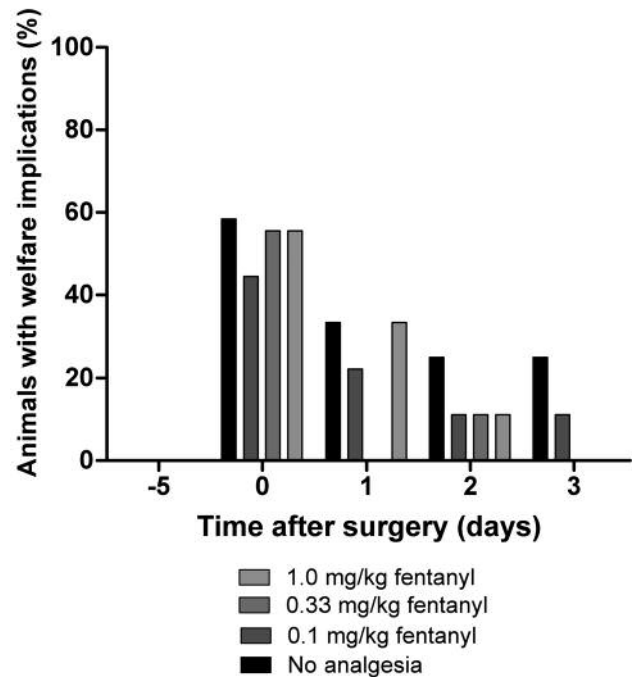 Animals with welfare implications (%)
100
80
60
40
20
0
-5 0 1 2 3
Time after surgery (days)
1.0 mg/kg fentanyl
0.33 mg/kg fentanyl
0.1 mg/kg fentanyl
No analgesia